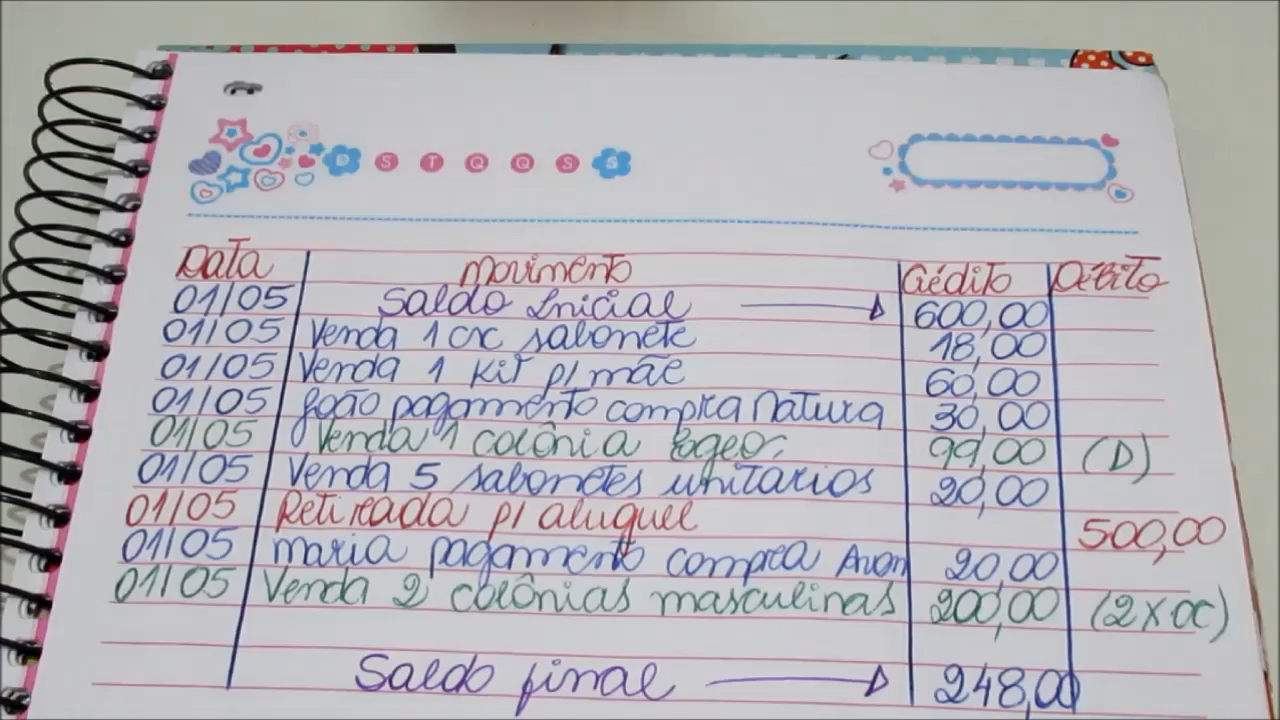 D S T Q Q S S
Data Movimento Crédito Débito
01/05 Saldo Inicial 600,00
01/05 Venda 1 cx sabonete 18,00
01/05 Venda 1 Kit p/ mãe 60,00
01/05 João pagamento compra Natura 30,00
01/05 Venda 1 colônia 99,00 (D)
01/05 Venda 5 sabonetes unitarios 20,00
01/05 Retirada p/ aluguel 500,00
01/05 Maria pagamento compra Avon 20,00
01/05 Venda 2 colônias masculinas 200,00 (2x cc)
Saldo final 248,00